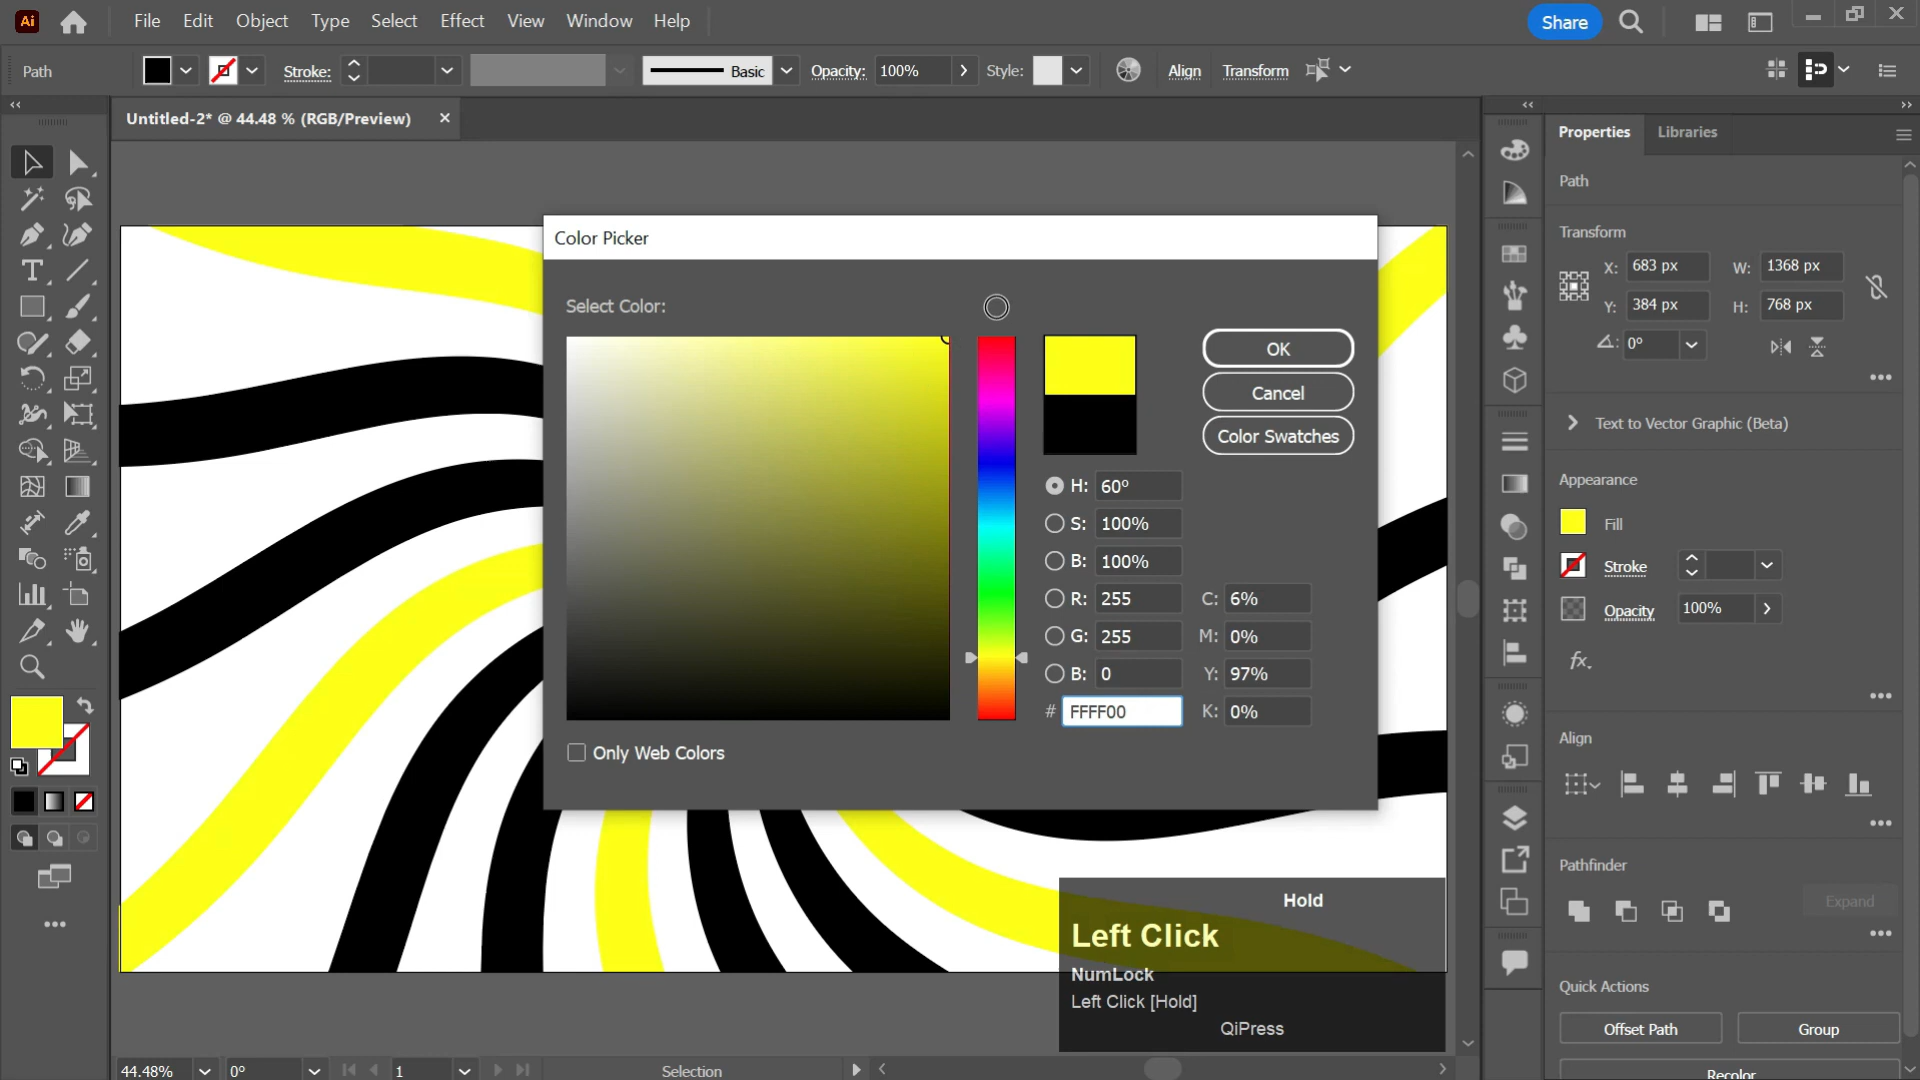 Ai File Edit Object Type Select Effect View Window Help Share
Path Stroke: Basic Opacity: 100% Style: Align Transform
Untitled-2* @ 44.48 % (RGB/Preview)
Properties Libraries
Path
Transform
X: 683 px W: 1368 px
Y: 384 px H: 768 px
0°
Text to Vector Graphic (Beta)
Appearance
Fill
Stroke
Opacity 100%
fx.
Align
Pathfinder
Expand
Quick Actions
Offset Path Group
Recolor
Color Picker
Select Color:
OK
Cancel
Color Swatches
H: 60°
S: 100%
B: 100%
R: 255 C: 6%
G: 255 M: 0%
B: 0 Y: 97%
# FFFF00 K: 0%
Only Web Colors
Hold
Left Click
NumLock
Left Click [Hold]
QiPress
44.48% 0° 1 Selection